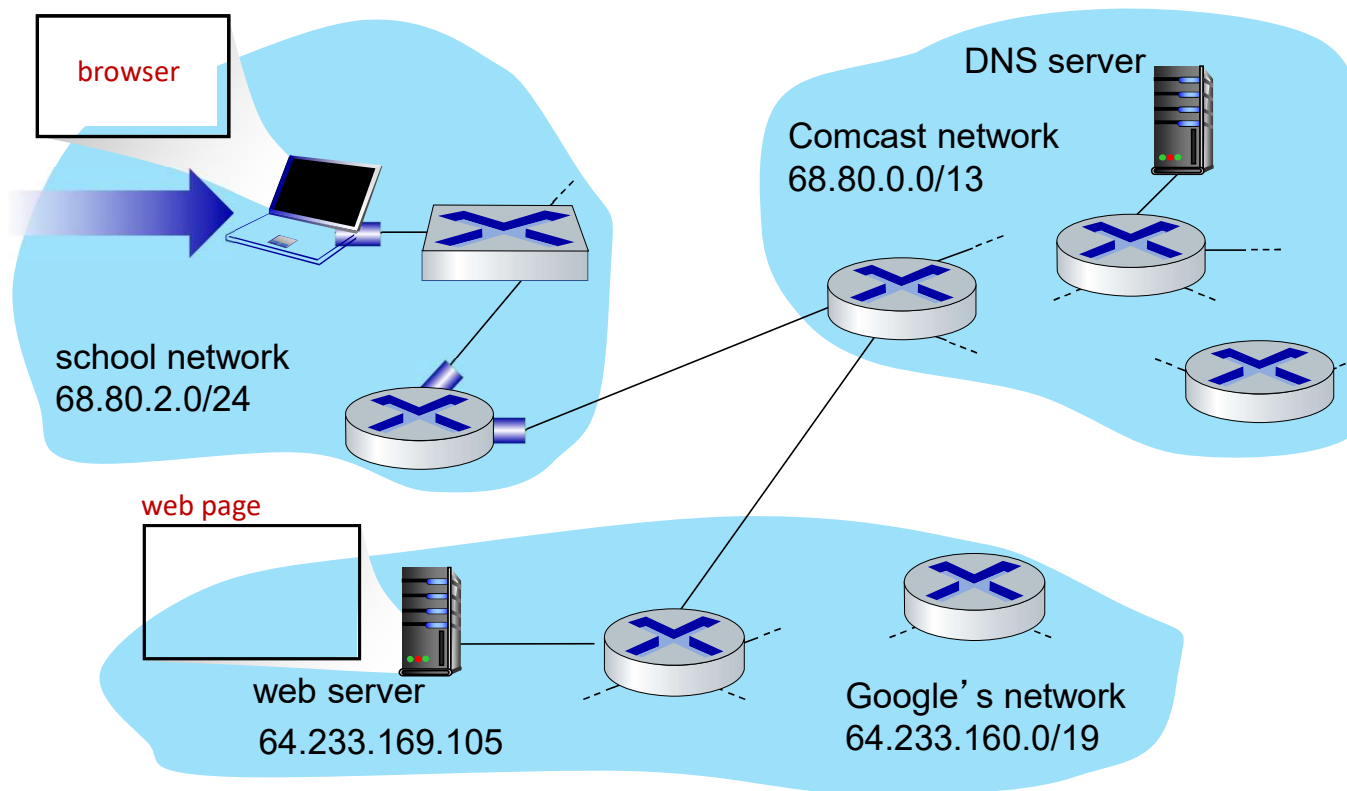 browser
DNS server
Comcast network
68.80.0.0/13
school network
68.80.2.0/24
web page
web server
64.233.169.105
Google’s network
64.233.160.0/19